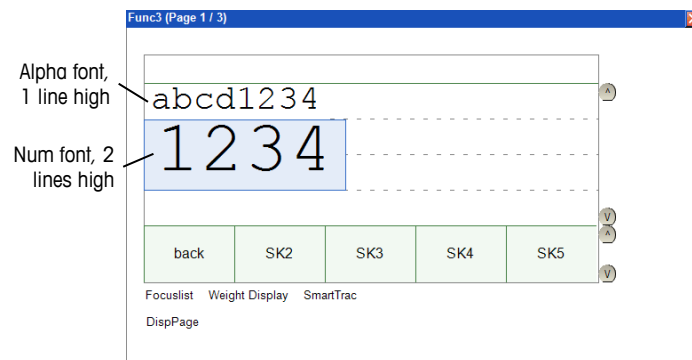 Func3 (Page 1 / 3)
Alpha font,
1 line high
abcd1234
Num font, 2
lines high
1234
^
V
^
V
back SK2 SK3 SK4 SK5
Focuslist Weight Display SmartTrac
DispPage